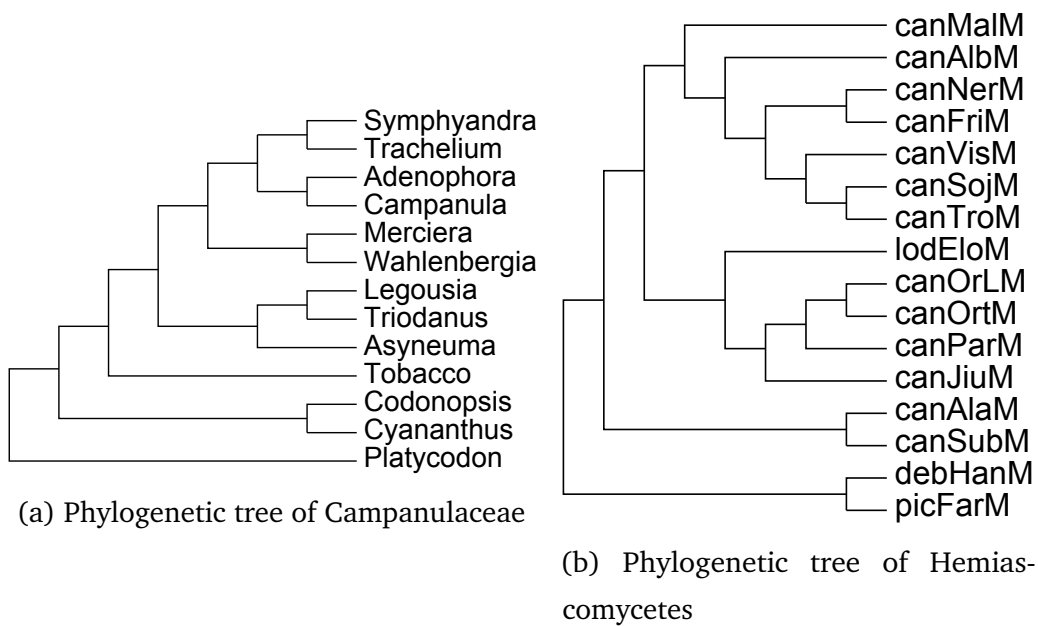 Symphyandra
Trachelium
Adenophora
Campanula
Merciera
Wahlenbergia
Legousia
Triodanus
Asyneuma
Tobacco
Codonopsis
Cyananthus
Platycodon
(a) Phylogenetic tree of Campanulaceae
canMalM
canAlbM
canNerM
canFriM
canVisM
canSojM
canTroM
lodEloM
canOrLM
canOrtM
canParM
canJiuM
canAlaM
canSubM
debHanM
picFarM
(b) Phylogenetic tree of Hemias-
comycetes